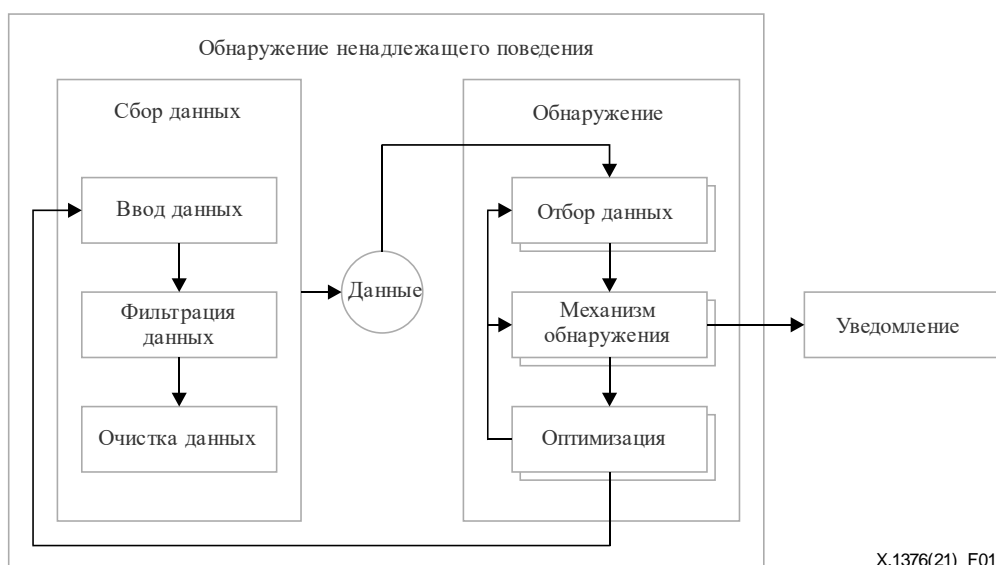 Обнаружение ненадлежащего поведения
Сбор данных
Ввод данных
Фильтрация
данных
Очистка данных
Данные
Обнаружение
Отбор данных
Механизм
обнаружения
Оптимизация
Уведомление
X.1376(21)_F01